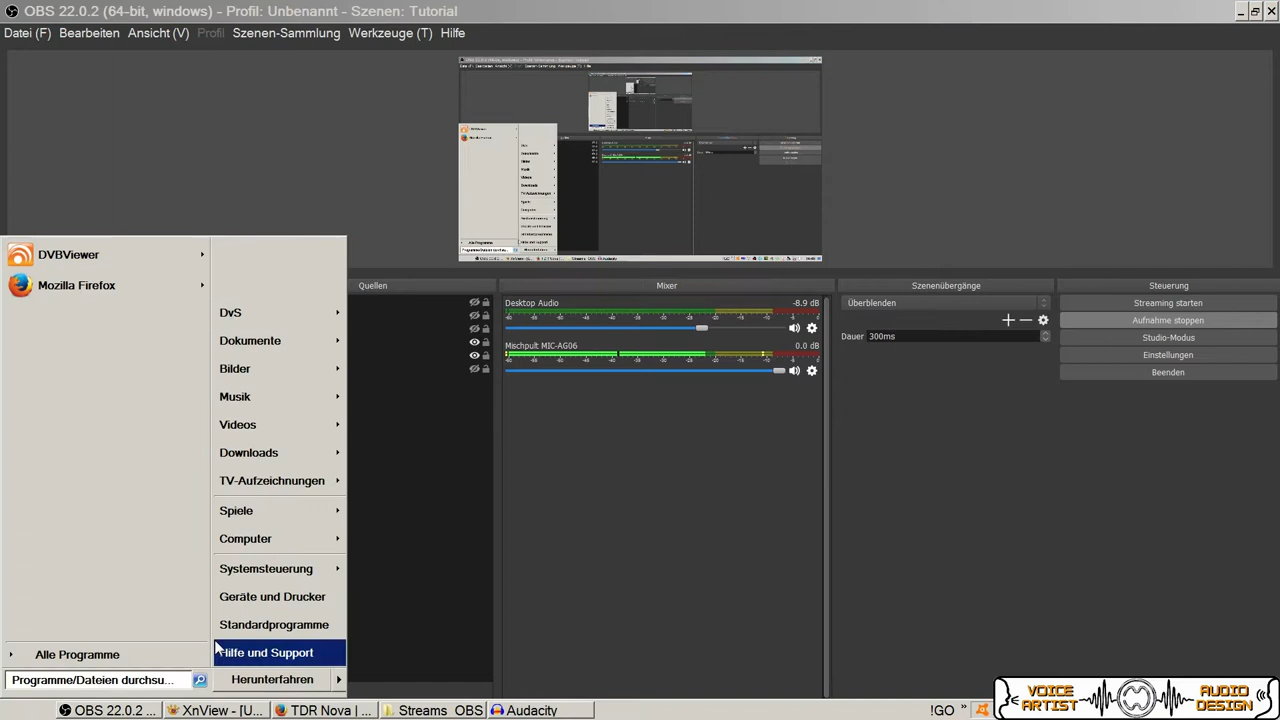 OBS 22.0.2 (64-bit, windows) - Profil: Unbenannt - Szenen: Tutorial
Datei (F) Bearbeiten Ansicht (V) Profil Szenen-Sammlung Werkzeuge (T) Hilfe
DVBViewer
Mozilla Firefox
Alle Programme
Programme/Dateien durchsu...
DvS
Dokumente
Bilder
Musik
Videos
Downloads
TV-Aufzeichnungen
Spiele
Computer
Systemsteuerung
Geräte und Drucker
Standardprogramme
Hilfe und Support
Herunterfahren
Quellen
Mixer
Desktop Audio -8.9 dB
Mischpult MIC-AG06 0.0 dB
Szenenübergänge
Überblenden
Dauer 300ms
Steuerung
Streaming starten
Aufnahme stoppen
Studio-Modus
Einstellungen
Beenden
OBS 22.0.2 ... XnView - [U... TDR Nova | ... Streams OBS Audacity !GO »
VOICE ARTIST
AUDIO DESIGN